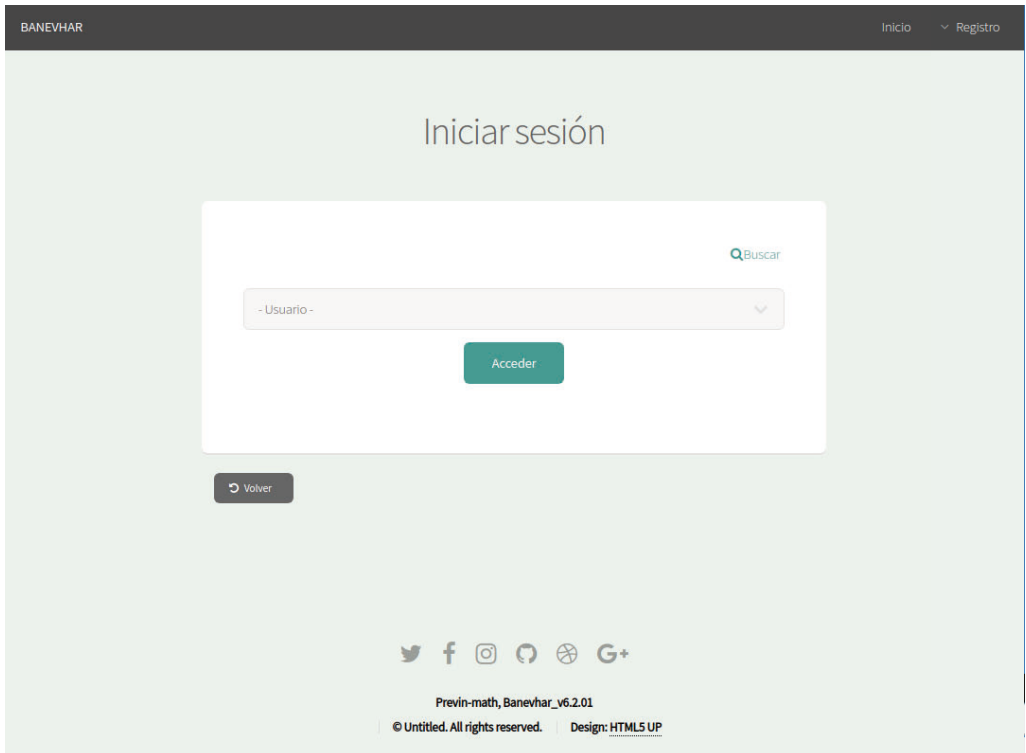 BANEVHAR Inicio Registro
Iniciar sesión
Buscar
- Usuario -
Acceder
Volver
Previn-math, Banevhar_v6.2.01
© Untitled. All rights reserved. Design: HTML5 UP